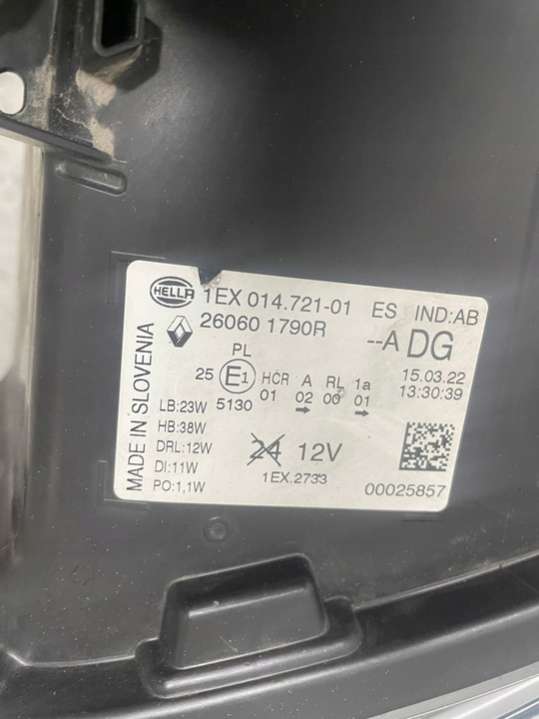 HELLA 1EX 014.721-01 ES IND:AB
26060 1790R --A DG
PL
25 E1 HCR A RL 1a 15.03.22
5130 01 02 00 01 13:30:39
LB:23W
HB:38W
DRL:12W 24 12V
DI:11W 1EX.2733
PO:1,1W 00025857
MADE IN SLOVENIA